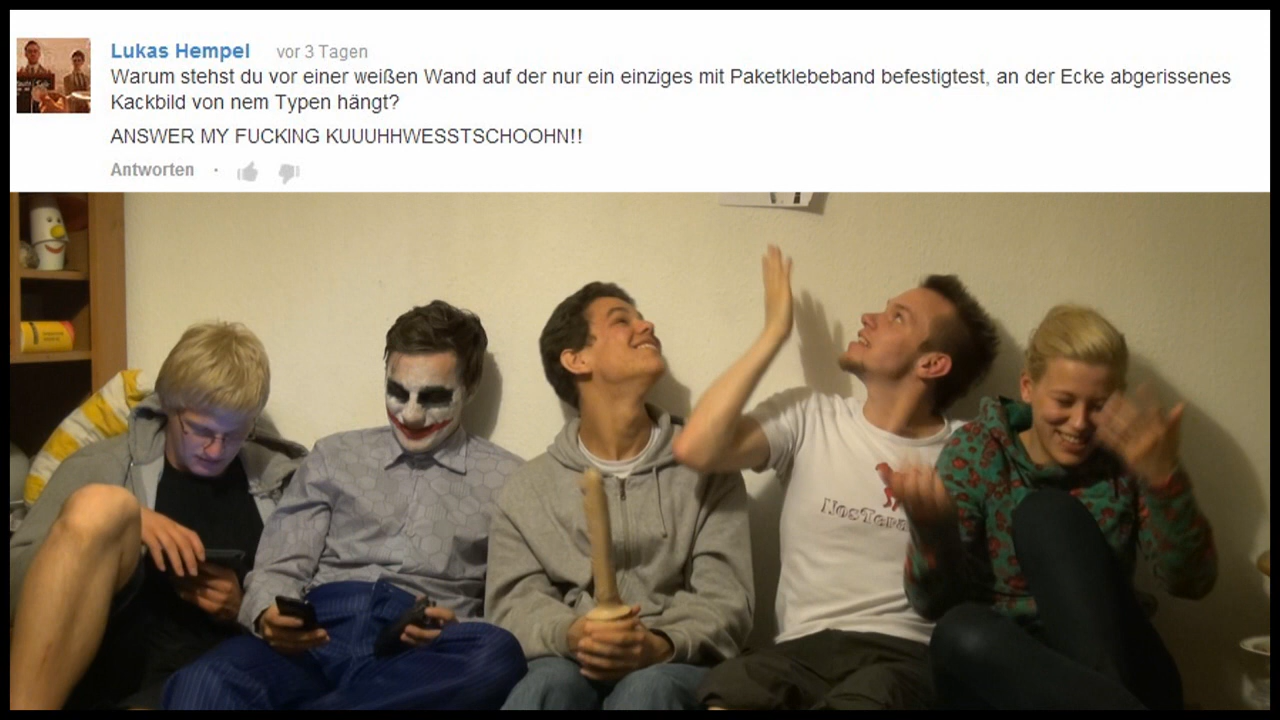 Lukas Hempel vor 3 Tagen
Warum stehst du vor einer weißen Wand auf der nur ein einziges mit Paketklebeband befestigtest, an der Ecke abgerissenes
Kackbild von nem Typen hängt?
ANSWER MY FUCKING KUUUHHWESSTSCHOOHN!!
Antworten ·